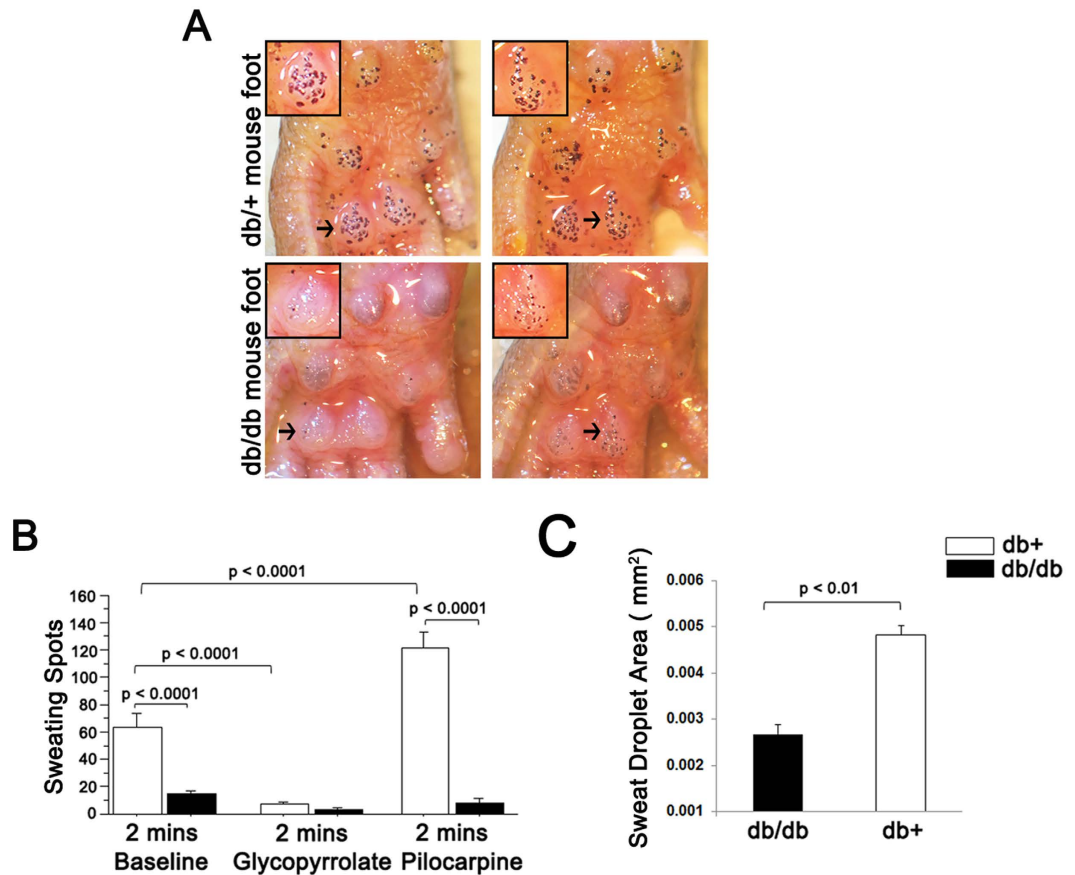 A
db/+ mouse foot
db/db mouse foot
B
p < 0.0001
p < 0.0001
p < 0.0001
p < 0.0001
Sweating Spots
160
140
120
100
80
60
40
20
0
2 mins
Baseline
2 mins
Glycopyrrolate
2 mins
Pilocarpine
C
db+
db/db
p < 0.01
Sweat Droplet Area ( mm²)
0.006
0.005
0.004
0.003
0.002
0.001
db/db
db+